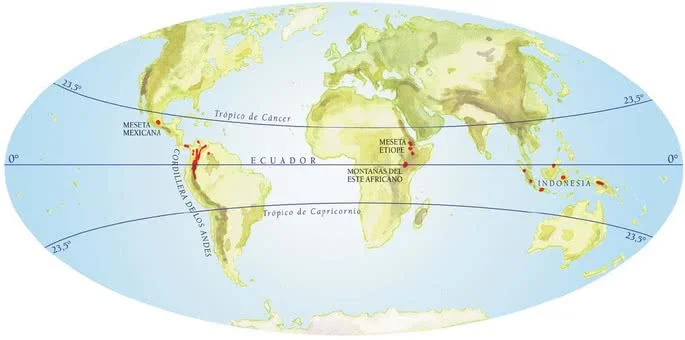 23,5°
23,5°
Trópico de Cáncer
MESETA
MEXICANA
MESETA
ETIOPE
0°
ECUADOR
0°
MONTAÑAS DEL
ESTE AFRICANO
INDONESIA
CORDILLERA DE LOS ANDES
Trópico de Capricornio
23,5°
23,5°